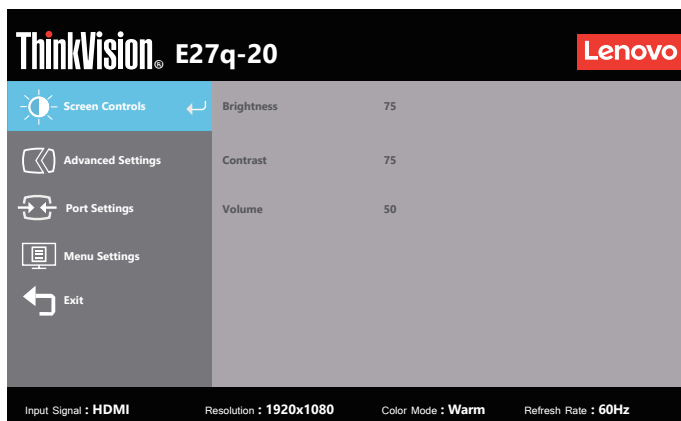 ThinkVision® E27q-20 Lenovo
Screen Controls Brightness 75
Advanced Settings Contrast 75
Port Settings Volume 50
Menu Settings
Exit
Input Signal : HDMI Resolution : 1920x1080 Color Mode : Warm Refresh Rate : 60Hz